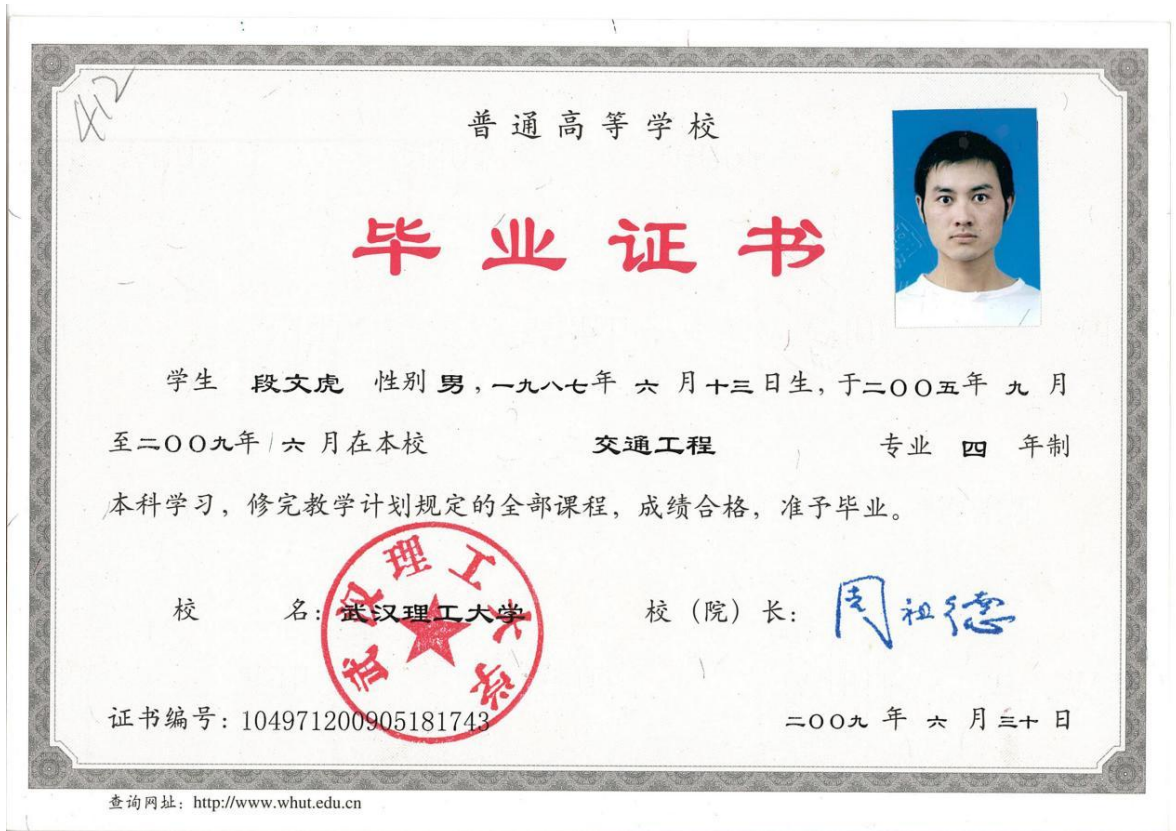 412
普通高等学校
毕业证书
学生 段文虎 性别 男，一九八七年 六 月十三日生，于二〇〇五年 九 月
至二〇〇九年 六 月在本校 交通工程 专业 四 年制
本科学习，修完教学计划规定的全部课程，成绩合格，准予毕业。
武汉理工大学
校 名：武汉理工大学 校（院）长：周祖德
证书编号：104971200905181743 二〇〇九 年 六 月三十 日
查询网址：http://www.whut.edu.cn